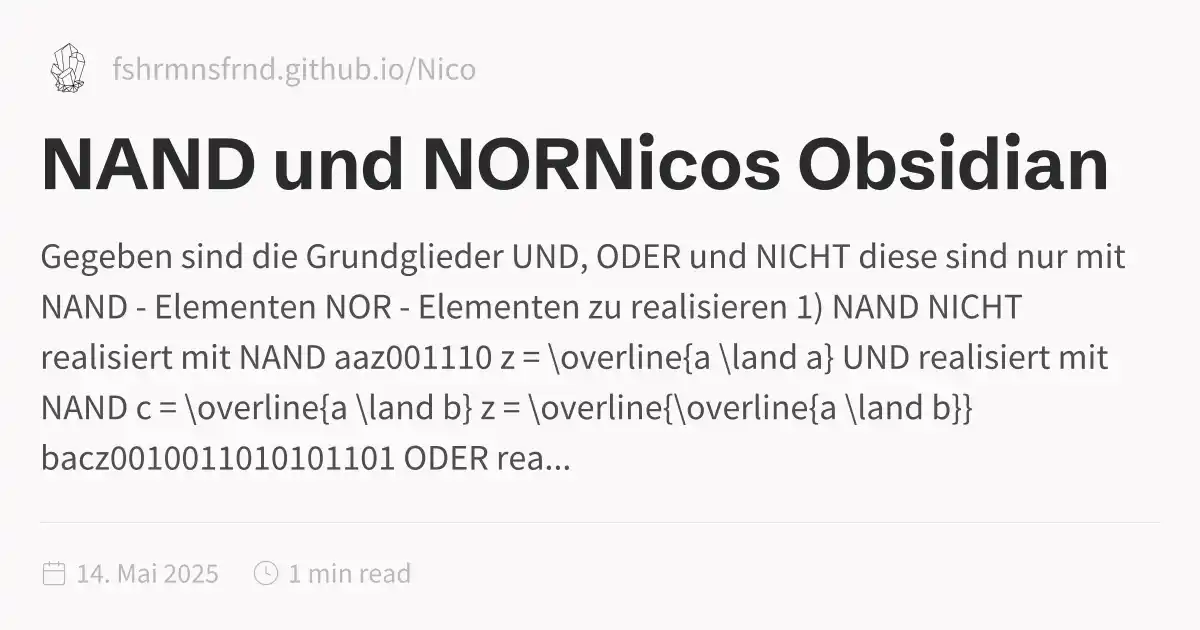 fshrmnsfrnd.github.io/Nico
NAND und NORNicos Obsidian
Gegeben sind die Grundglieder UND, ODER und NICHT diese sind nur mit
NAND - Elementen NOR - Elementen zu realisieren 1) NAND NICHT
realisiert mit NAND aaz001110 z = \overline{a \land a} UND realisiert mit
NAND c = \overline{a \land b} z = \overline{\overline{a \land b}}
bacz0010011010101101 ODER rea...
14. Mai 2025
1 min read